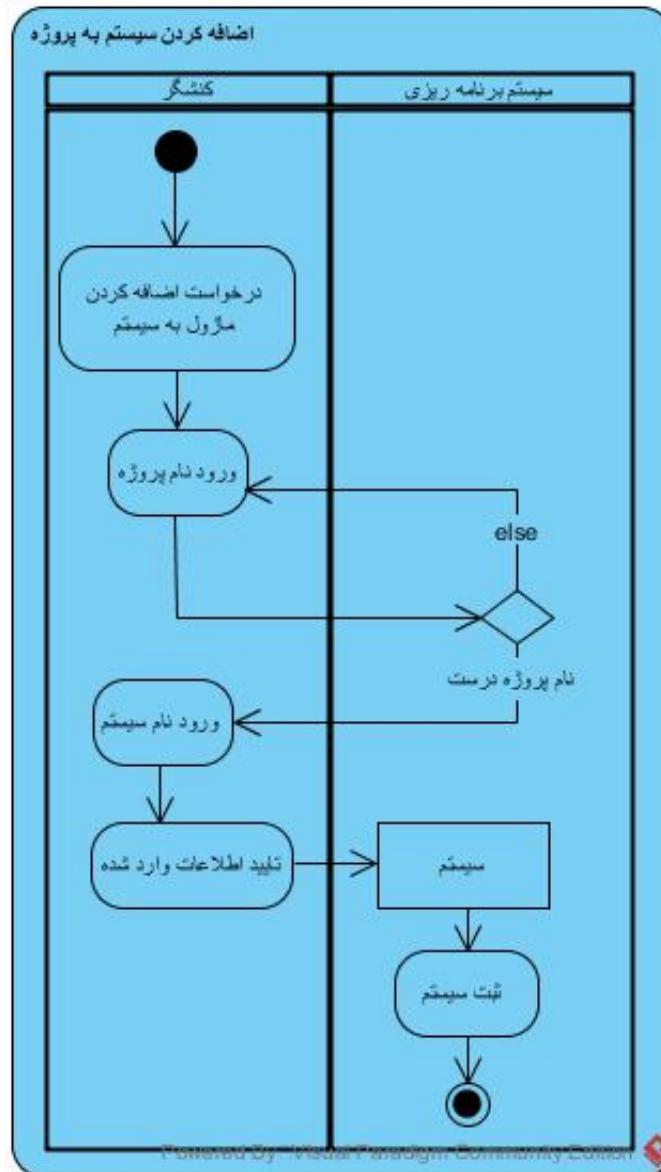 اضافه کردن سیستم به پروژه
کنشگر
سیستم برنامه ریزی
درخواست اضافه کردن
ماژول به سیستم
ورود نام پروژه
else
نام پروژه درست
ورود نام سیستم
تایید اطلاعات وارد شده
سیستم
ثبت سیستم
Powered By Visual Paradigm Community Edition